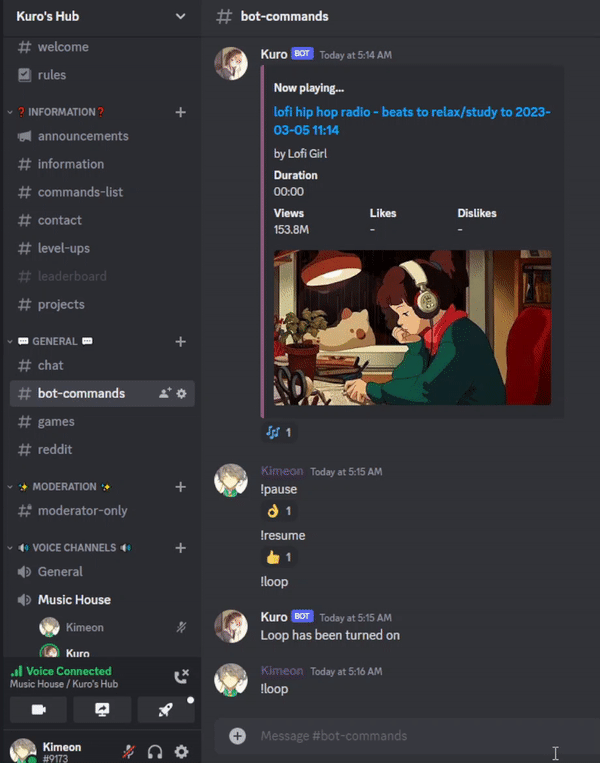 Kuro's Hub
welcome
rules
INFORMATION
announcements
information
commands-list
contact
level-ups
leaderboard
projects
GENERAL
chat
bot-commands
games
reddit
MODERATION
moderator-only
VOICE CHANNELS
General
Music House
Kimeon
Kuro
Voice Connected
Music House / Kuro's Hub
Kimeon
#9173
# bot-commands
Kuro BOT Today at 5:14 AM
Now playing...
lofi hip hop radio - beats to relax/study to 2023-
03-05 11:14
by Lofi Girl
Duration
00:00
Views Likes Dislikes
153.8M - -
1
Kimeon Today at 5:15 AM
!pause
1
!resume
1
!loop
Kuro BOT Today at 5:15 AM
Loop has been turned on
Kimeon Today at 5:16 AM
!loop
Message #bot-commands